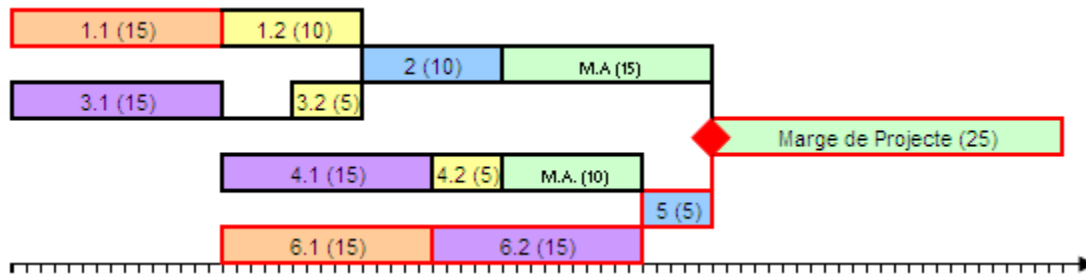 1.1 (15) 1.2 (10)
2 (10) M.A (15)
3.1 (15) 3.2 (5)
Marge de Projecte (25)
4.1 (15) 4.2 (5) M.A. (10)
5 (5)
6.1 (15) 6.2 (15)